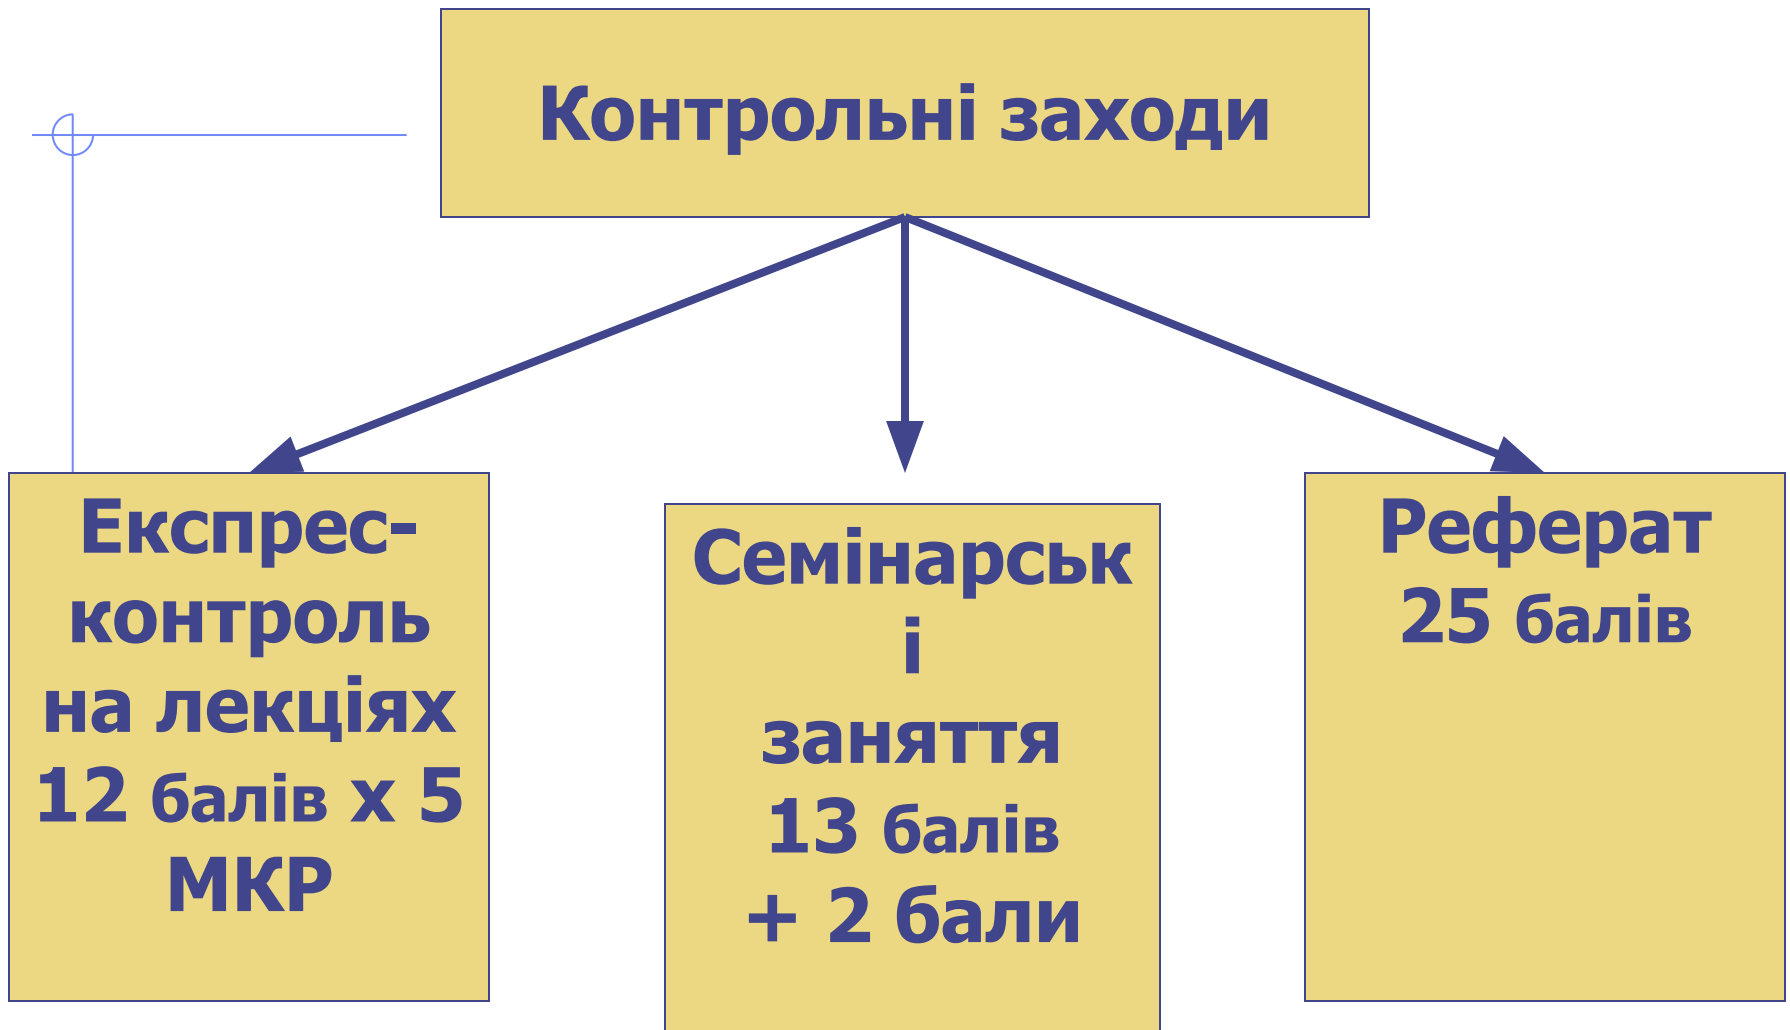 Контрольні заходи
Експрес-
контроль
на лекціях
12 балів х 5
МКР
Семінарськ
і
заняття
13 балів
+ 2 бали
Реферат
25 балів